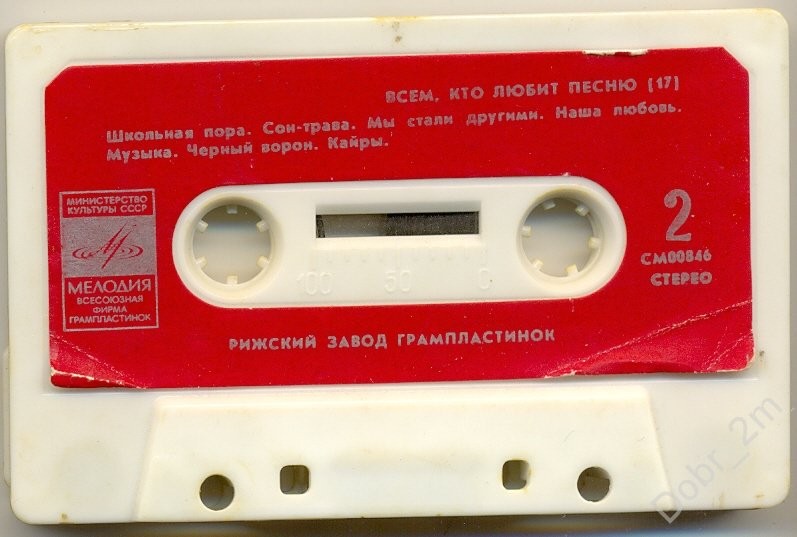 ВСЕМ, КТО ЛЮБИТ ПЕСНЮ (17)
Школьная пора. Сон-трава. Мы стали другими. Наша любовь.
Музыка. Черный ворон. Кайры.
МИНИСТЕРСТВО
КУЛЬТУРЫ СССР
МЕЛОДИЯ
ВСЕСОЮЗНАЯ
ФИРМА
ГРАМПЛАСТИНОК
2
СМ00846
СТЕРЕО
100 50 0
РИЖСКИЙ ЗАВОД ГРАМПЛАСТИНОК
Dobr_2m